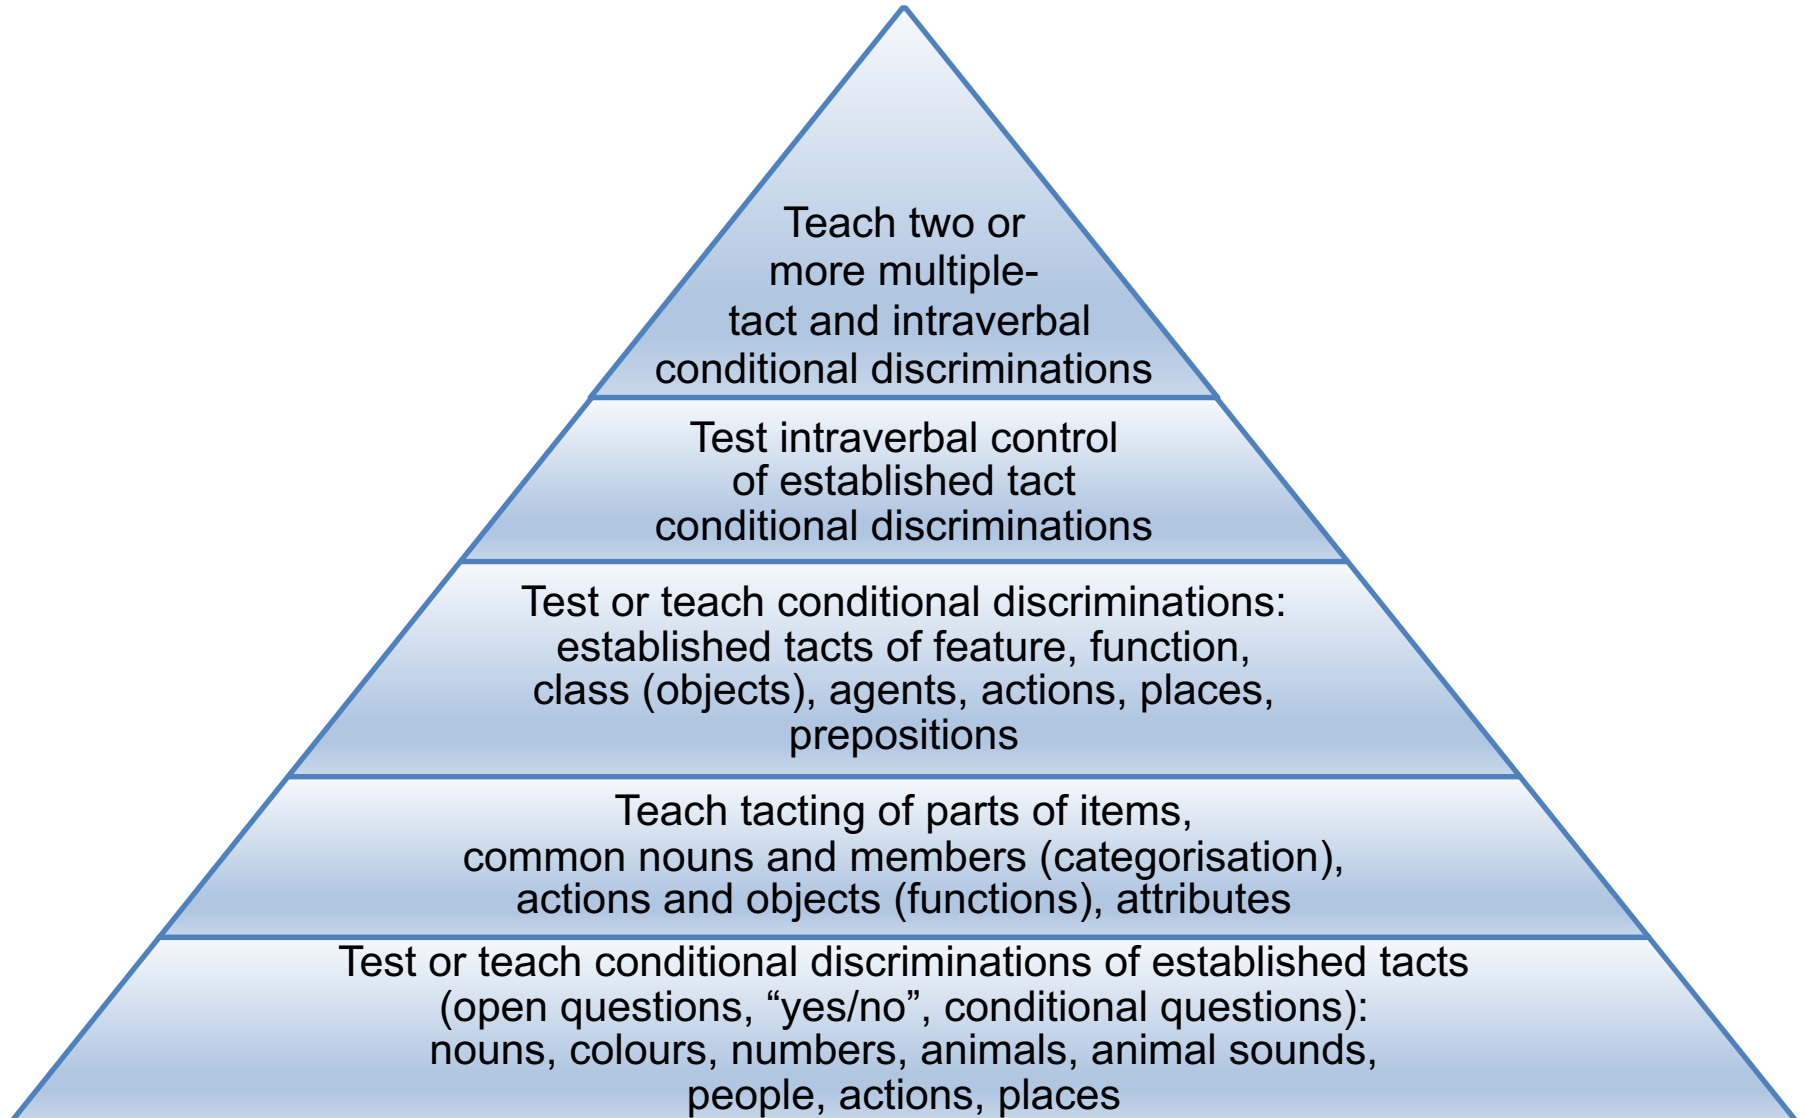 Teach two or
more multiple-
tact and intraverbal
conditional discriminations
Test intraverbal control
of established tact
conditional discriminations
Test or teach conditional discriminations:
established tacts of feature, function,
class (objects), agents, actions, places,
prepositions
Teach tacting of parts of items,
common nouns and members (categorisation),
actions and objects (functions), attributes
Test or teach conditional discriminations of established tacts
(open questions, “yes/no”, conditional questions):
nouns, colours, numbers, animals, animal sounds,
people, actions, places